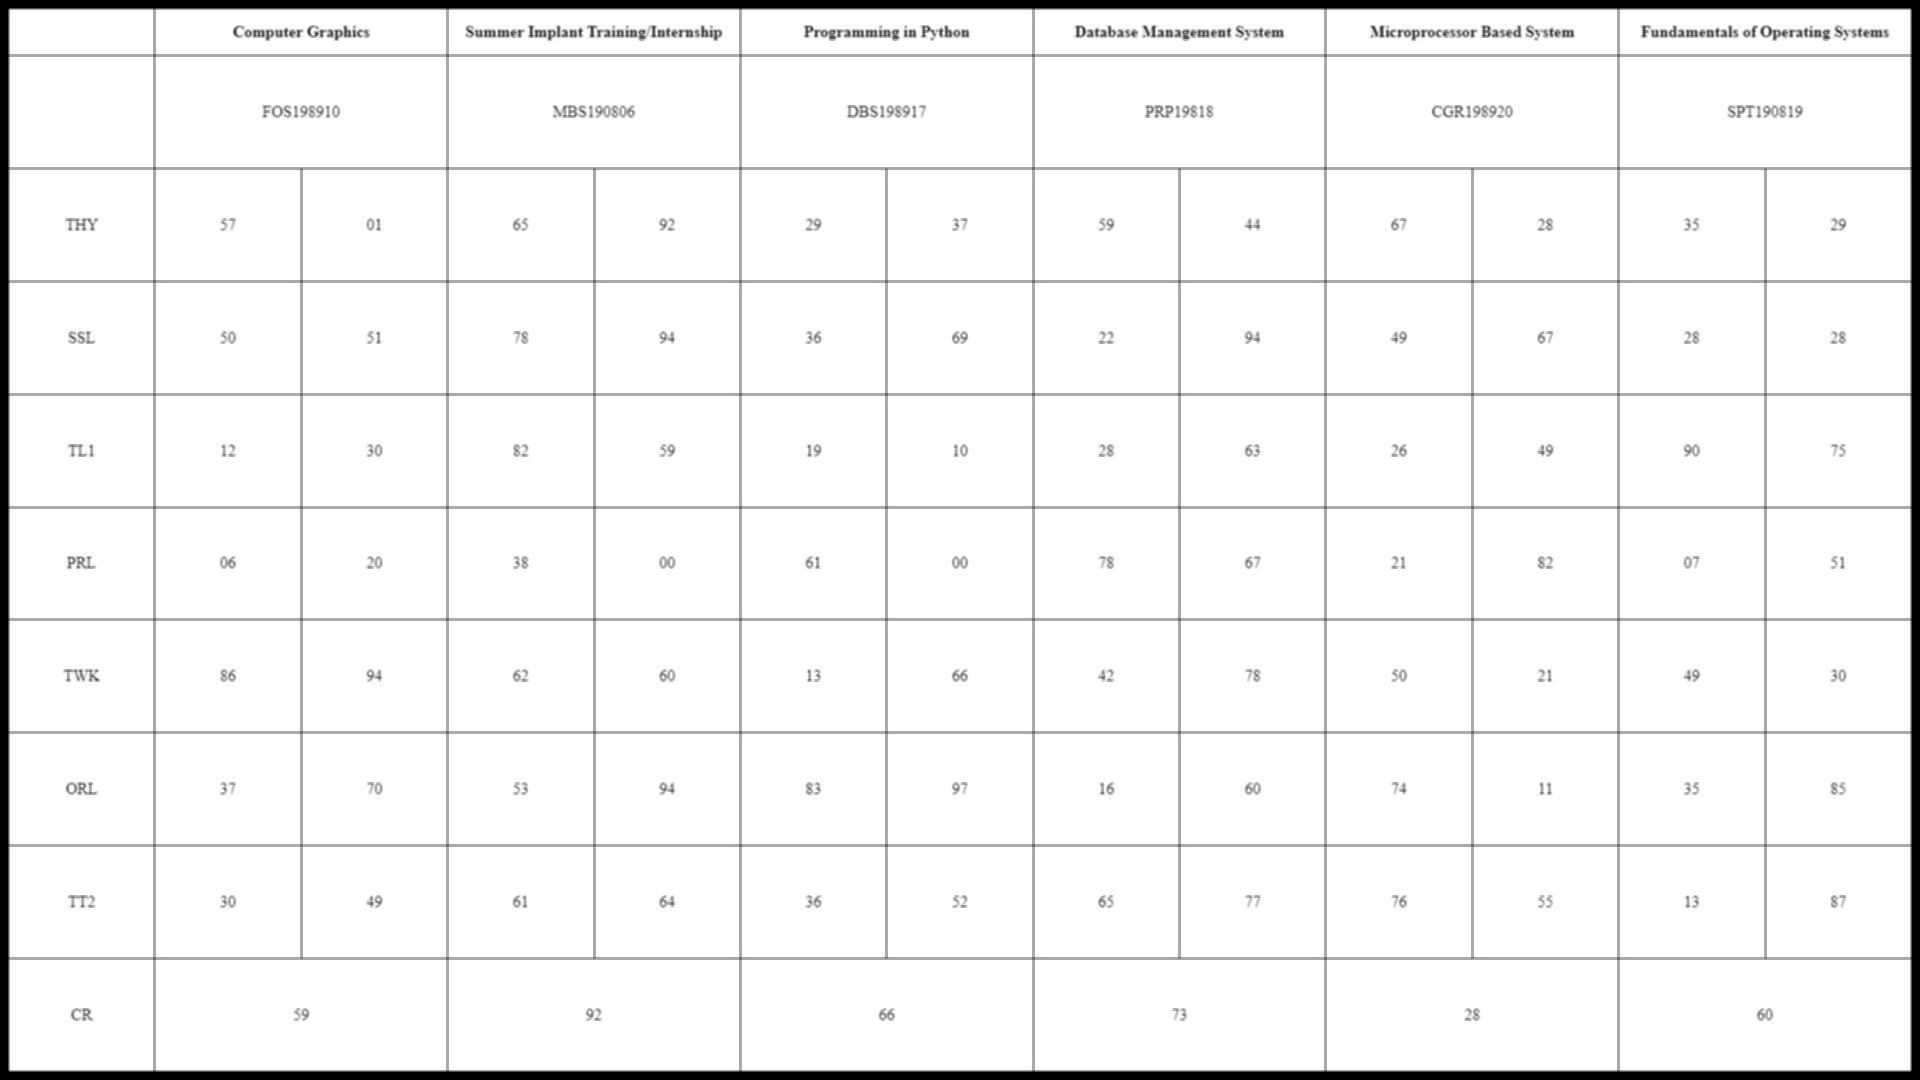 Computer Graphics Summer Implant Training/Internship Programming in Python Database Management System Microprocessor Based System Fundamentals of Operating Systems
FOS198910 MBS190806 DBS198917 PRP19818 CGR198920 SPT190819
THY 57 01 65 92 29 37 59 44 67 28 35 29
SSL 50 51 78 94 36 69 22 94 49 67 28 28
TL1 12 30 82 59 19 10 28 63 26 49 90 75
PRL 06 20 38 00 61 00 78 67 21 82 07 51
TWK 86 94 62 60 13 66 42 78 50 21 49 30
ORL 37 70 53 94 83 97 16 60 74 11 35 85
TT2 30 49 61 64 36 52 65 77 76 55 13 87
CR 59 92 66 73 28 60